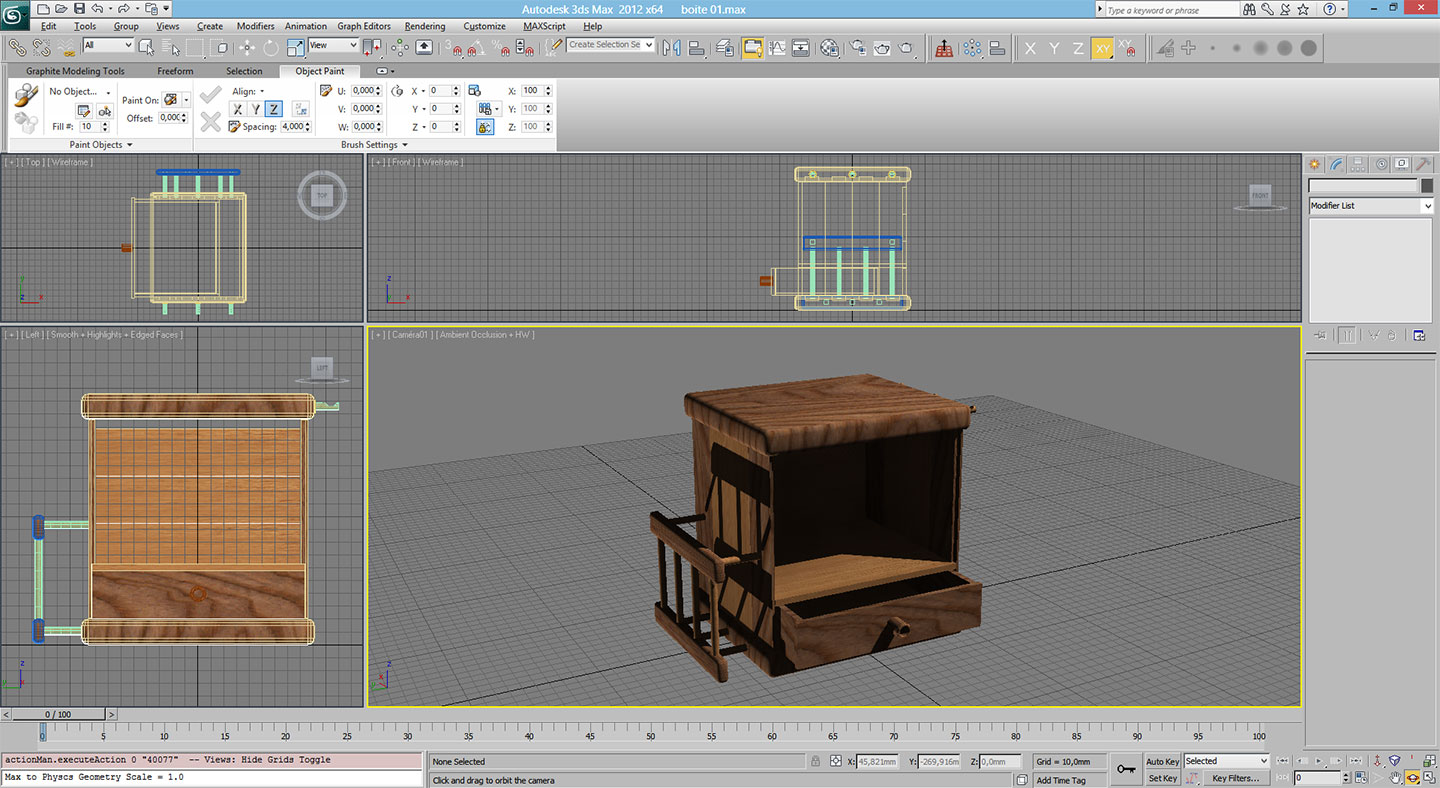 Autodesk 3ds Max 2012 x64 boite 01.max
Type a keyword or phrase
Edit Tools Group Views Create Modifiers Animation Graph Editors Rendering Customize MAXScript Help
All View Create Selection Se X Y Z XY XY
Graphite Modeling Tools Freeform Selection Object Paint
No Object... Paint On: Align: U: 0,000 X 0 X: 100
Fill #: 10 Offset: 0,000 X Y Z V: 0,000 Y 0 Y: 100
Spacing: 4,000 W: 0,000 Z 0 Z: 100
Paint Objects Brush Settings
[ + ] [ Top ] [ Wireframe ]
TOP
[ + ] [ Front ] [ Wireframe ]
FRONT
Modifier List
[ + ] [ Left ] [ Smooth + Highlights + Edged Faces ]
LEFT
[ + ] [ Caméra01 ] [ Ambient Occlusion + HW ]
0 / 100
0 5 10 15 20 25 30 35 40 45 50 55 60 65 70 75 80 85 90 95 100
actionMan.executeAction 0 "40077" -- Views: Hide Grids Toggle
Max to Physcs Geometry Scale = 1.0
None Selected X: 45,821mm Y: -269,916m Z: 0,0mm Grid = 10,0mm Auto Key Selected
Click and drag to orbit the camera Add Time Tag Set Key Key Filters... 0